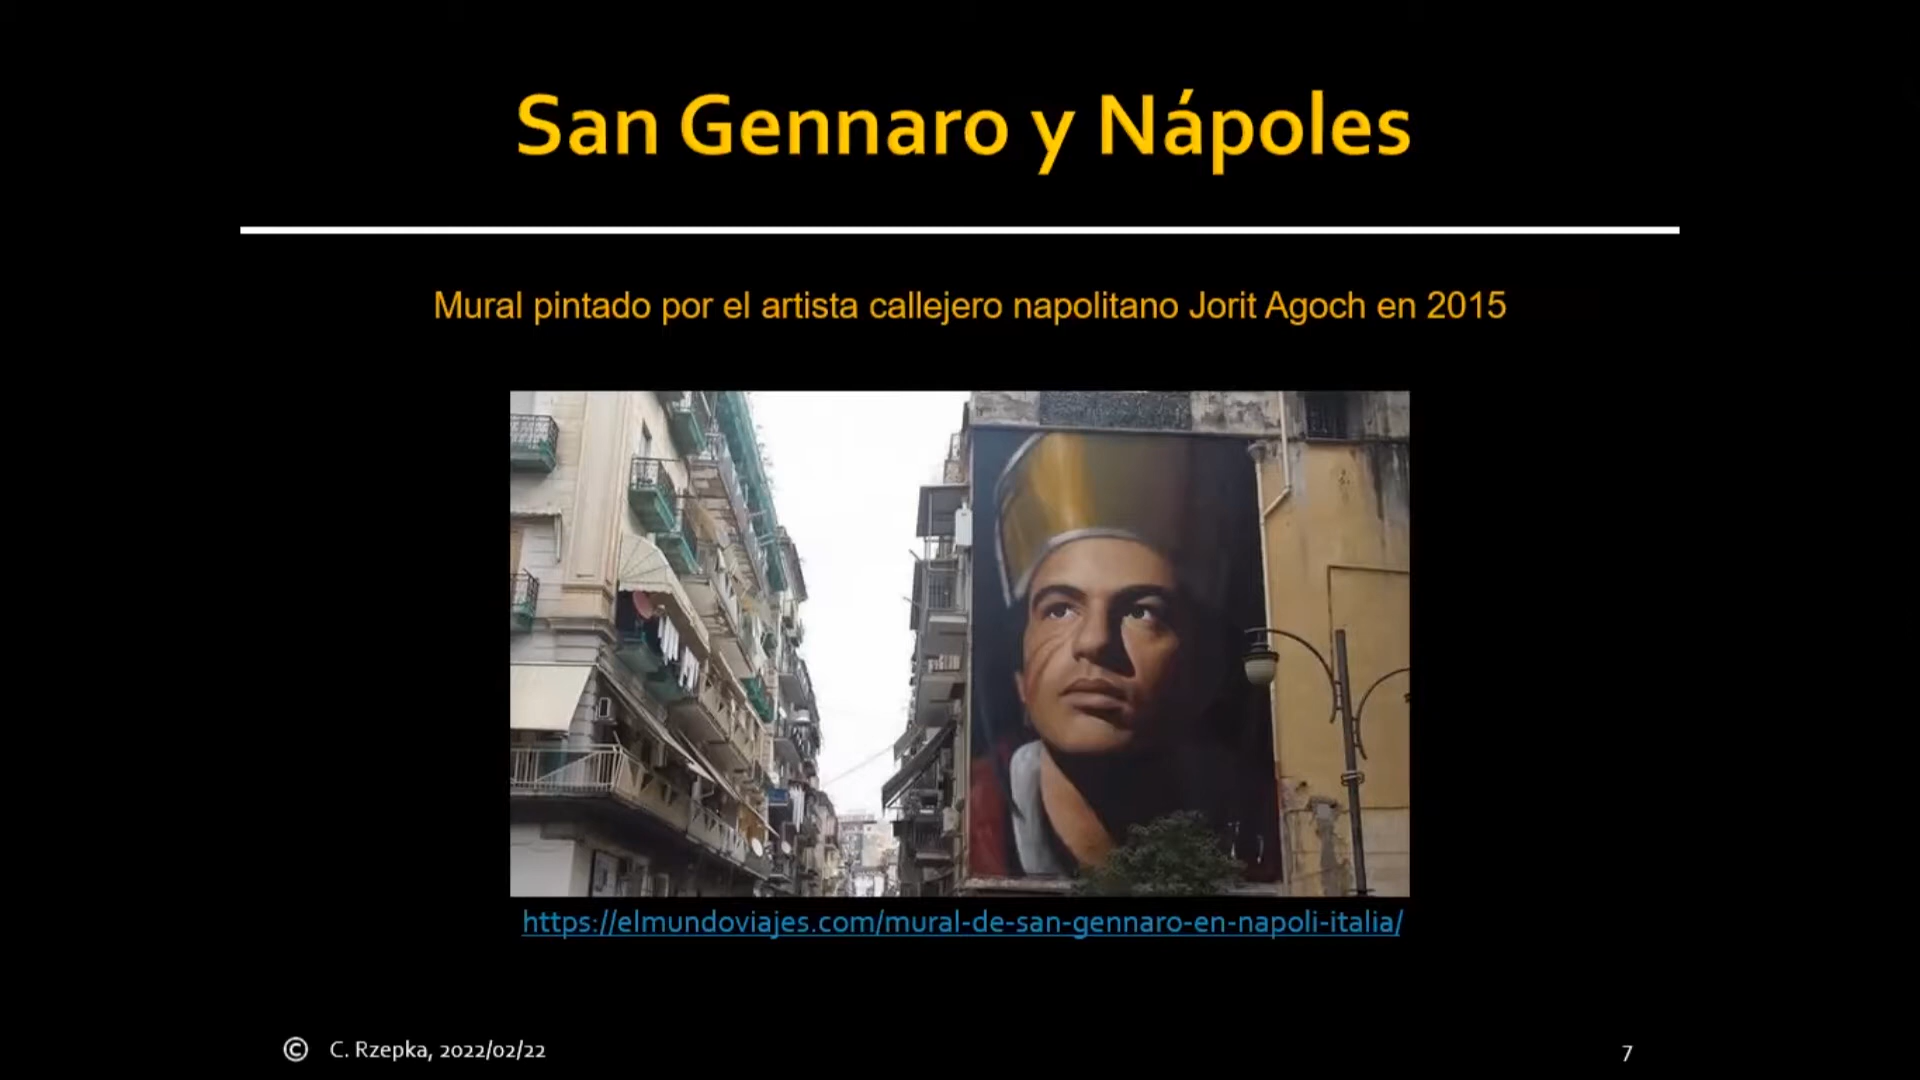 San Gennaro y Nápoles
Mural pintado por el artista callejero napolitano Jorit Agoch en 2015
https://elmundoviajes.com/mural-de-san-gennaro-en-napoli-italia/
© C. Rzepka, 2022/02/22
7